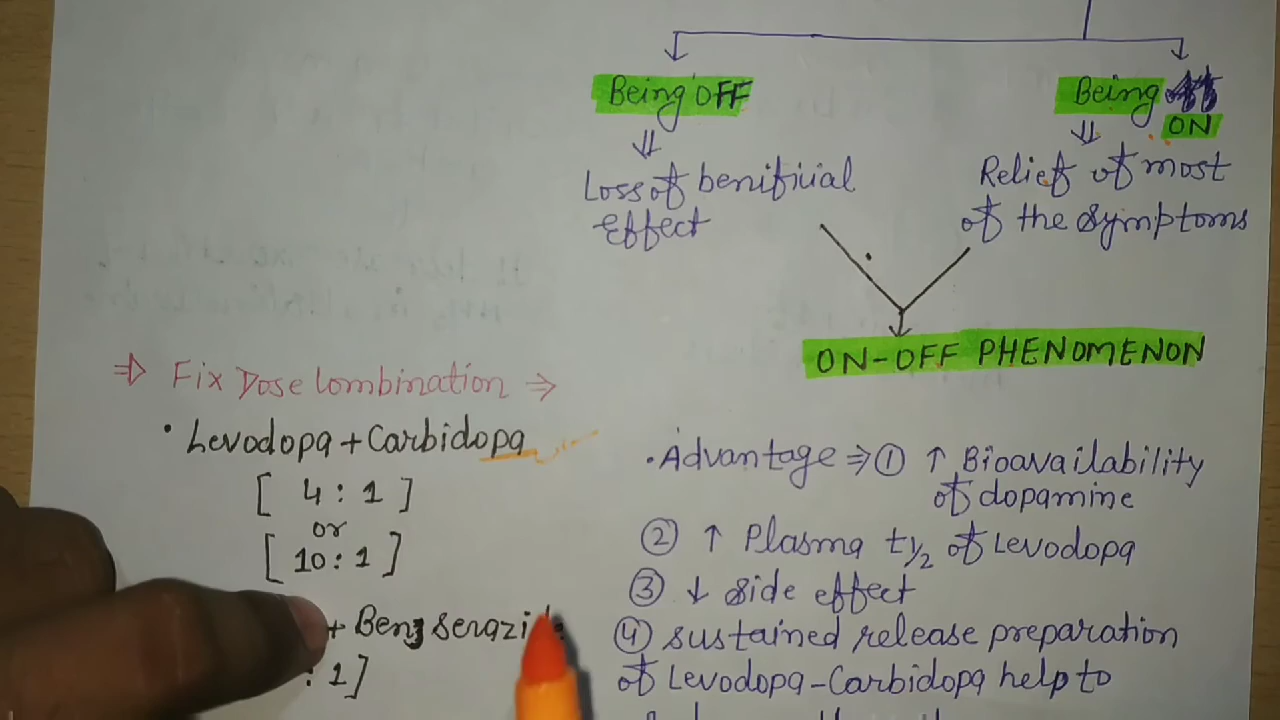 Being OFF
Being
ON
⇓
⇓
Loss of benificial
Effect
Relief of most
of the symptoms
ON-OFF PHENOMENON
⇒ Fix Dose Combination ⇒
• Levodopa + Carbidopa
[ 4 : 1 ]
or
[ 10 : 1 ]
+ Benzserazi
: 1 ]
• Advantage ⇒ ① ↑ Bioavailability
of dopamine
② ↑ Plasma t1/2 of Levodopa
③ ↓ side effect
④ sustained release preparation
of Levodopa-Carbidopa help to